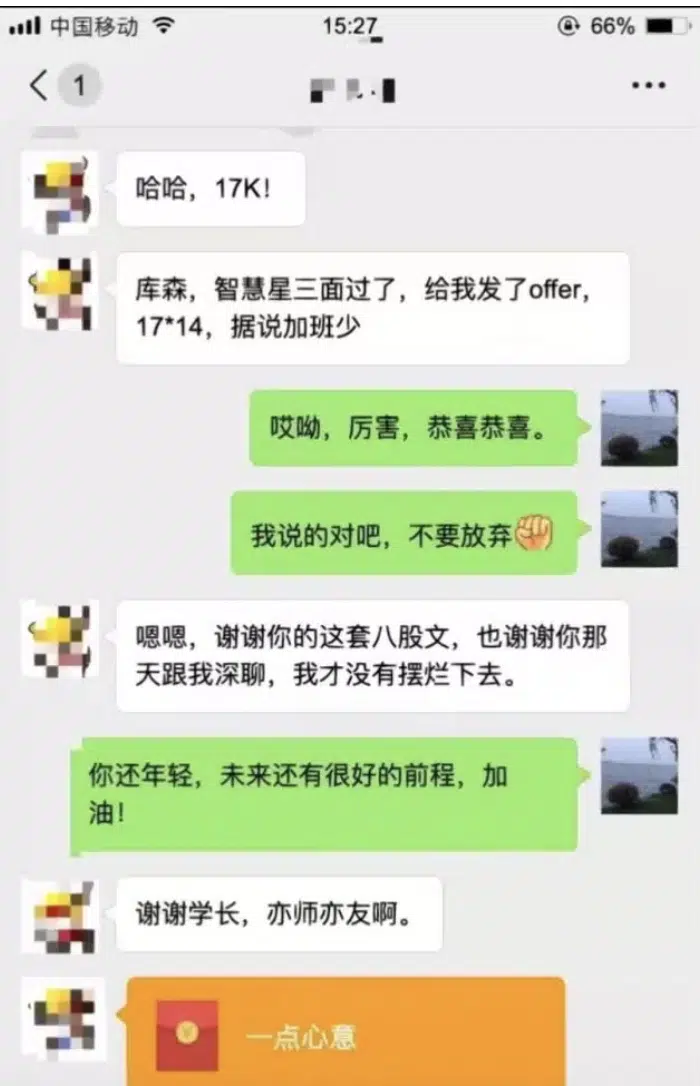 中国移动
15:27
66%
1
哈哈，17K！
库森，智慧星三面过了，给我发了offer，
17*14，据说加班少
哎呦，厉害，恭喜恭喜。
我说的对吧，不要放弃✊
嗯嗯，谢谢你的这套八股文，也谢谢你那
天跟我深聊，我才没有摆烂下去。
你还年轻，未来还有很好的前程，加
油！
谢谢学长，亦师亦友啊。
一点心意